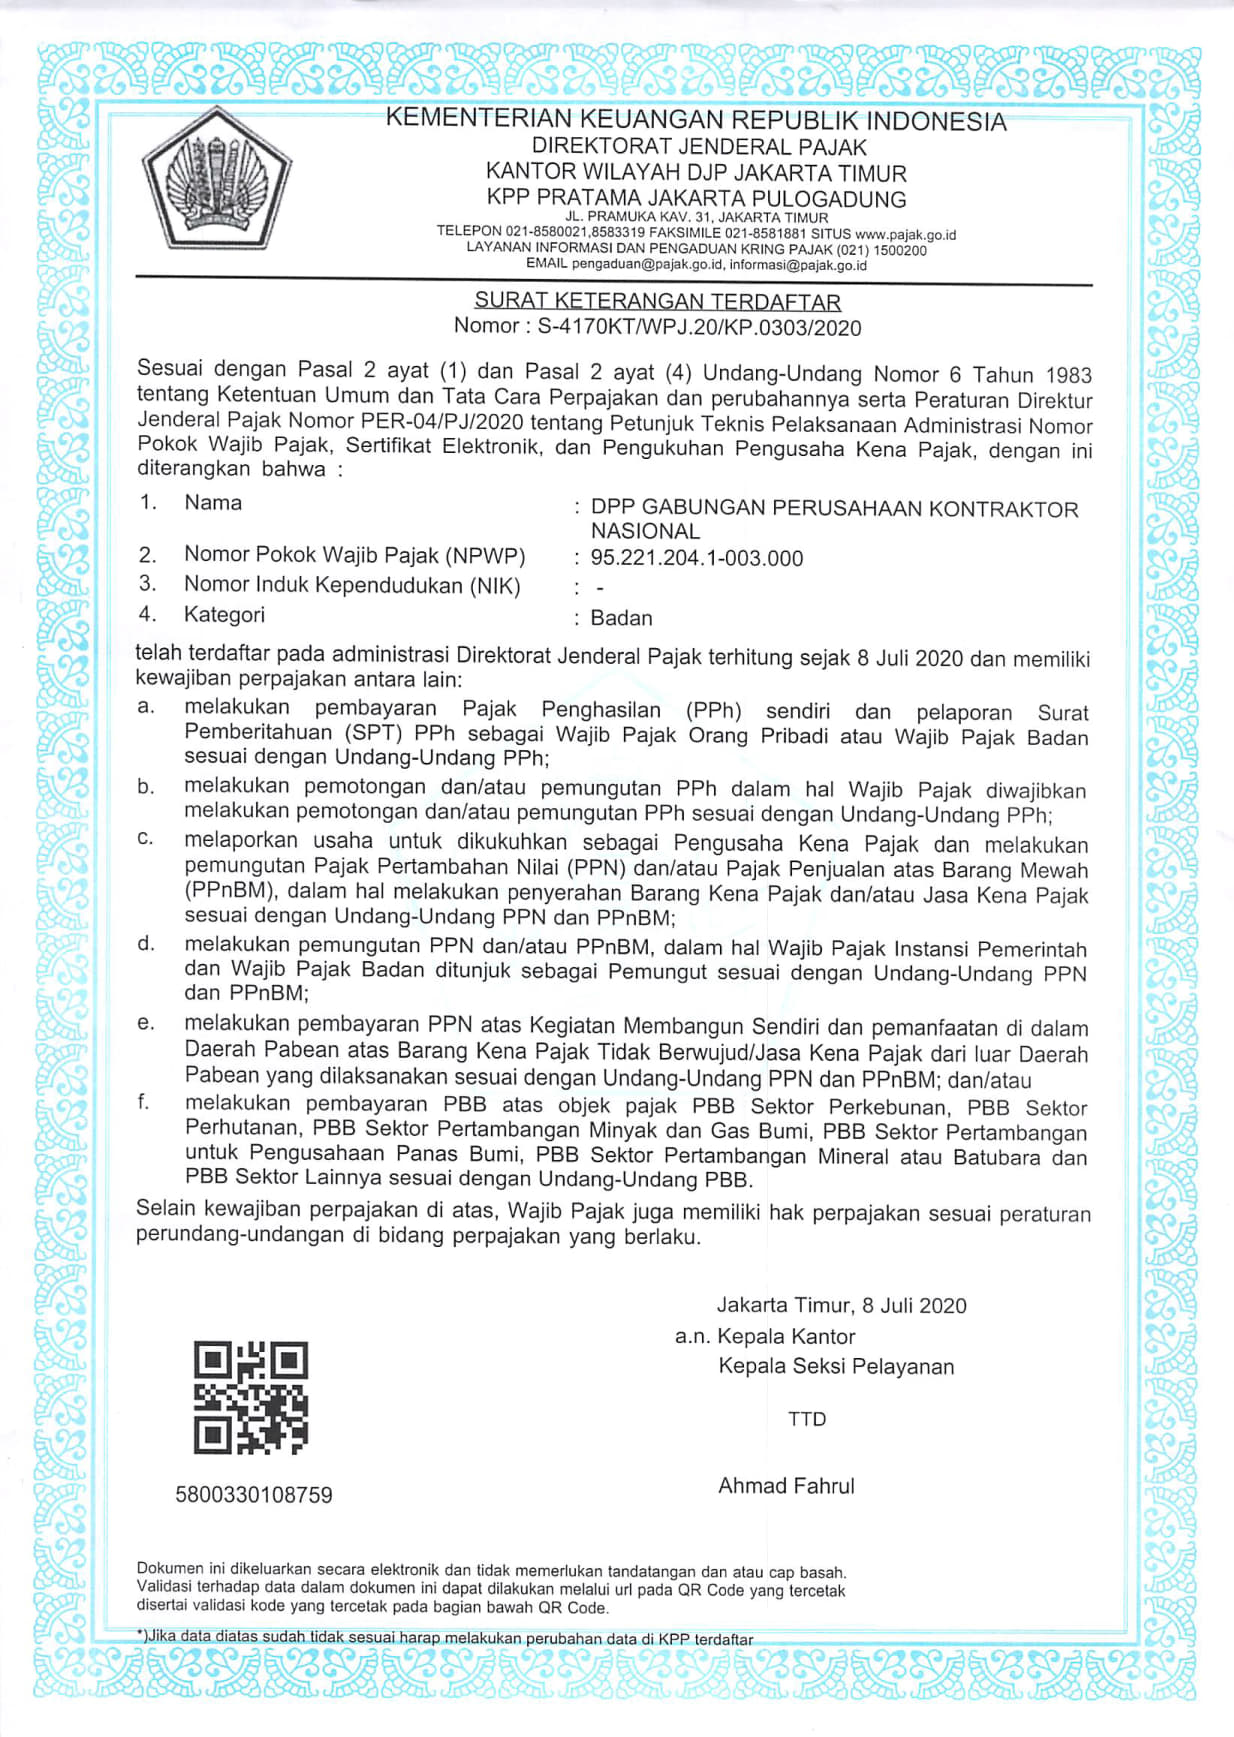 KEMENTERIAN KEUANGAN REPUBLIK INDONESIA
DIREKTORAT JENDERAL PAJAK
KANTOR WILAYAH DJP JAKARTA TIMUR
KPP PRATAMA JAKARTA PULOGADUNG
JL. PRAMUKA KAV. 31, JAKARTA TIMUR
TELEPON 021-8580021,8583319 FAKSIMILE 021-8581881 SITUS www.pajak.go.id
LAYANAN INFORMASI DAN PENGADUAN KRING PAJAK (021) 1500200
EMAIL pengaduan@pajak.go.id, informasi@pajak.go.id
SURAT KETERANGAN TERDAFTAR
Nomor : S-4170KT/WPJ.20/KP.0303/2020
Sesuai dengan Pasal 2 ayat (1) dan Pasal 2 ayat (4) Undang-Undang Nomor 6 Tahun 1983
tentang Ketentuan Umum dan Tata Cara Perpajakan dan perubahannya serta Peraturan Direktur
Jenderal Pajak Nomor PER-04/PJ/2020 tentang Petunjuk Teknis Pelaksanaan Administrasi Nomor
Pokok Wajib Pajak, Sertifikat Elektronik, dan Pengukuhan Pengusaha Kena Pajak, dengan ini
diterangkan bahwa :
1. Nama : DPP GABUNGAN PERUSAHAAN KONTRAKTOR
NASIONAL
2. Nomor Pokok Wajib Pajak (NPWP) : 95.221.204.1-003.000
3. Nomor Induk Kependudukan (NIK) : -
4. Kategori : Badan
telah terdaftar pada administrasi Direktorat Jenderal Pajak terhitung sejak 8 Juli 2020 dan memiliki
kewajiban perpajakan antara lain:
a. melakukan pembayaran Pajak Penghasilan (PPh) sendiri dan pelaporan Surat
Pemberitahuan (SPT) PPh sebagai Wajib Pajak Orang Pribadi atau Wajib Pajak Badan
sesuai dengan Undang-Undang PPh;
b. melakukan pemotongan dan/atau pemungutan PPh dalam hal Wajib Pajak diwajibkan
melakukan pemotongan dan/atau pemungutan PPh sesuai dengan Undang-Undang PPh;
c. melaporkan usaha untuk dikukuhkan sebagai Pengusaha Kena Pajak dan melakukan
pemungutan Pajak Pertambahan Nilai (PPN) dan/atau Pajak Penjualan atas Barang Mewah
(PPnBM), dalam hal melakukan penyerahan Barang Kena Pajak dan/atau Jasa Kena Pajak
sesuai dengan Undang-Undang PPN dan PPnBM;
d. melakukan pemungutan PPN dan/atau PPnBM, dalam hal Wajib Pajak Instansi Pemerintah
dan Wajib Pajak Badan ditunjuk sebagai Pemungut sesuai dengan Undang-Undang PPN
dan PPnBM;
e. melakukan pembayaran PPN atas Kegiatan Membangun Sendiri dan pemanfaatan di dalam
Daerah Pabean atas Barang Kena Pajak Tidak Berwujud/Jasa Kena Pajak dari luar Daerah
Pabean yang dilaksanakan sesuai dengan Undang-Undang PPN dan PPnBM; dan/atau
f. melakukan pembayaran PBB atas objek pajak PBB Sektor Perkebunan, PBB Sektor
Perhutanan, PBB Sektor Pertambangan Minyak dan Gas Bumi, PBB Sektor Pertambangan
untuk Pengusahaan Panas Bumi, PBB Sektor Pertambangan Mineral atau Batubara dan
PBB Sektor Lainnya sesuai dengan Undang-Undang PBB.
Selain kewajiban perpajakan di atas, Wajib Pajak juga memiliki hak perpajakan sesuai peraturan
perundang-undangan di bidang perpajakan yang berlaku.
Jakarta Timur, 8 Juli 2020
a.n. Kepala Kantor
Kepala Seksi Pelayanan
TTD
Ahmad Fahrul
5800330108759
Dokumen ini dikeluarkan secara elektronik dan tidak memerlukan tandatangan dan atau cap basah.
Validasi terhadap data dalam dokumen ini dapat dilakukan melalui url pada QR Code yang tercetak
disertai validasi kode yang tercetak pada bagian bawah QR Code.
*)Jika data diatas sudah tidak sesuai harap melakukan perubahan data di KPP terdaftar